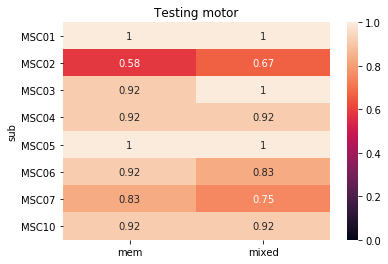 Testing motor
sub
MSC01 1 1
MSC02 0.58 0.67
MSC03 0.92 1
MSC04 0.92 0.92
MSC05 1 1
MSC06 0.92 0.83
MSC07 0.83 0.75
MSC10 0.92 0.92
mem mixed
1.0
0.8
0.6
0.4
0.2
0.0